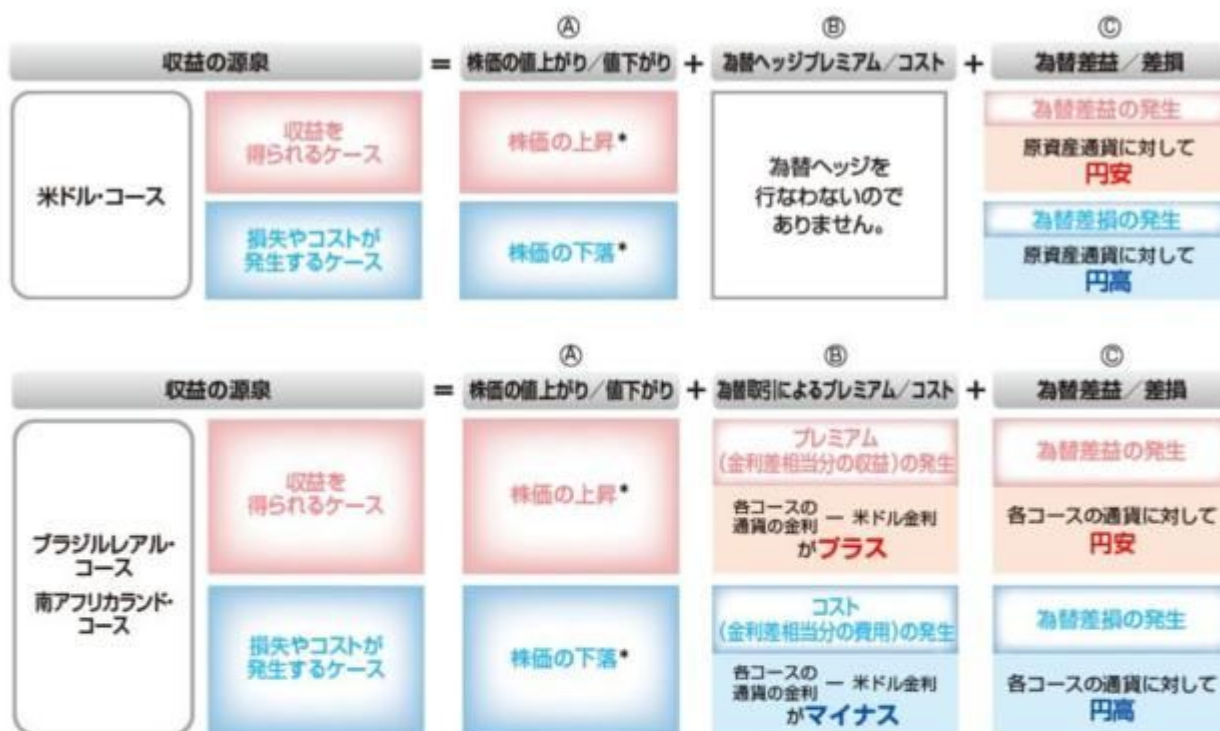 Ⓐ Ⓑ Ⓒ
収益の源泉 = 株価の値上がり/値下がり + 為替ヘッジプレミアム/コスト + 為替差益/差損
米ドル・コース
収益を
得られるケース
株価の上昇*
為替ヘッジを
行なわないので
ありません。
為替差益の発生
原資産通貨に対して
円安
損失やコストが
発生するケース
株価の下落*
為替差損の発生
原資産通貨に対して
円高
Ⓐ Ⓑ Ⓒ
収益の源泉 = 株価の値上がり/値下がり + 為替取引によるプレミアム/コスト + 為替差益/差損
ブラジルレアル・
コース
南アフリカランド・
コース
収益を
得られるケース
株価の上昇*
プレミアム
(金利差相当分の収益)の発生
各コースの
通貨の金利 ー 米ドル金利
がプラス
為替差益の発生
各コースの通貨に対して
円安
損失やコストが
発生するケース
株価の下落*
コスト
(金利差相当分の費用)の発生
各コースの
通貨の金利 ー 米ドル金利
がマイナス
為替差損の発生
各コースの通貨に対して
円高